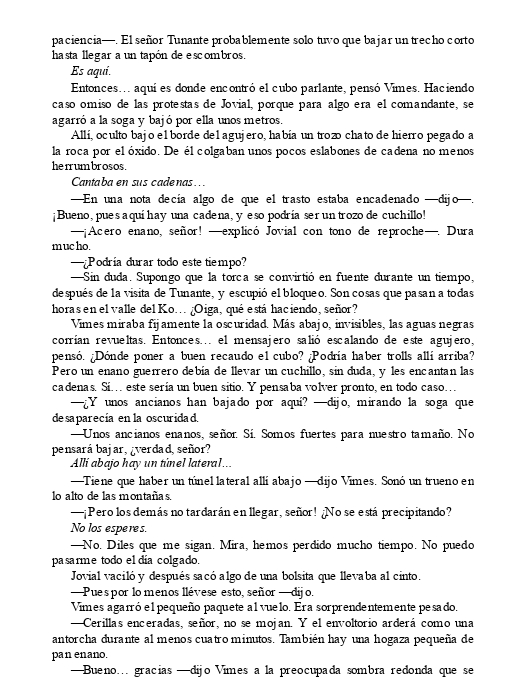 paciencia—. El señor Tunante probablemente solo tuvo que bajar un trecho corto
hasta llegar a un tapón de escombros.
Es aquí.
Entonces… aquí es donde encontró el cubo parlante, pensó Vimes. Haciendo
caso omiso de las protestas de Jovial, porque para algo era el comandante, se
agarró a la soga y bajó por ella unos metros.
Allí, oculto bajo el borde del agujero, había un trozo chato de hierro pegado a
la roca por el óxido. De él colgaban unos pocos eslabones de cadena no menos
herrumbrosos.
Cantaba en sus cadenas…
—En una nota decía algo de que el trasto estaba encadenado —dijo—.
¡Bueno, pues aquí hay una cadena, y eso podría ser un trozo de cuchillo!
—¡Acero enano, señor! —explicó Jovial con tono de reproche—. Dura
mucho.
—¿Podría durar todo este tiempo?
—Sin duda. Supongo que la torca se convirtió en fuente durante un tiempo,
después de la visita de Tunante, y escupió el bloqueo. Son cosas que pasan a todas
horas en el valle del Ko… ¿Oiga, qué está haciendo, señor?
Vimes miraba fijamente la oscuridad. Más abajo, invisibles, las aguas negras
corrían revueltas. Entonces… el mensajero salió escalando de este agujero,
pensó. ¿Dónde poner a buen recaudo el cubo? ¿Podría haber trolls allí arriba?
Pero un enano guerrero debía de llevar un cuchillo, sin duda, y les encantan las
cadenas. Sí… este sería un buen sitio. Y pensaba volver pronto, en todo caso…
—¿Y unos ancianos han bajado por aquí? —dijo, mirando la soga que
desaparecía en la oscuridad.
—Unos ancianos enanos, señor. Sí. Somos fuertes para nuestro tamaño. No
pensará bajar, ¿verdad, señor?
Allí abajo hay un túnel lateral…
—Tiene que haber un túnel lateral allí abajo —dijo Vimes. Sonó un trueno en
lo alto de las montañas.
—¡Pero los demás no tardarán en llegar, señor! ¿No se está precipitando?
No los esperes.
—No. Diles que me sigan. Mira, hemos perdido mucho tiempo. No puedo
pasarme todo el día colgado.
Jovial vaciló y después sacó algo de una bolsita que llevaba al cinto.
—Pues por lo menos llévese esto, señor —dijo.
Vimes agarró el pequeño paquete al vuelo. Era sorprendentemente pesado.
—Cerillas enceradas, señor, no se mojan. Y el envoltorio arderá como una
antorcha durante al menos cuatro minutos. También hay una hogaza pequeña de
pan enano.
—Bueno… gracias —dijo Vimes a la preocupada sombra redonda que se